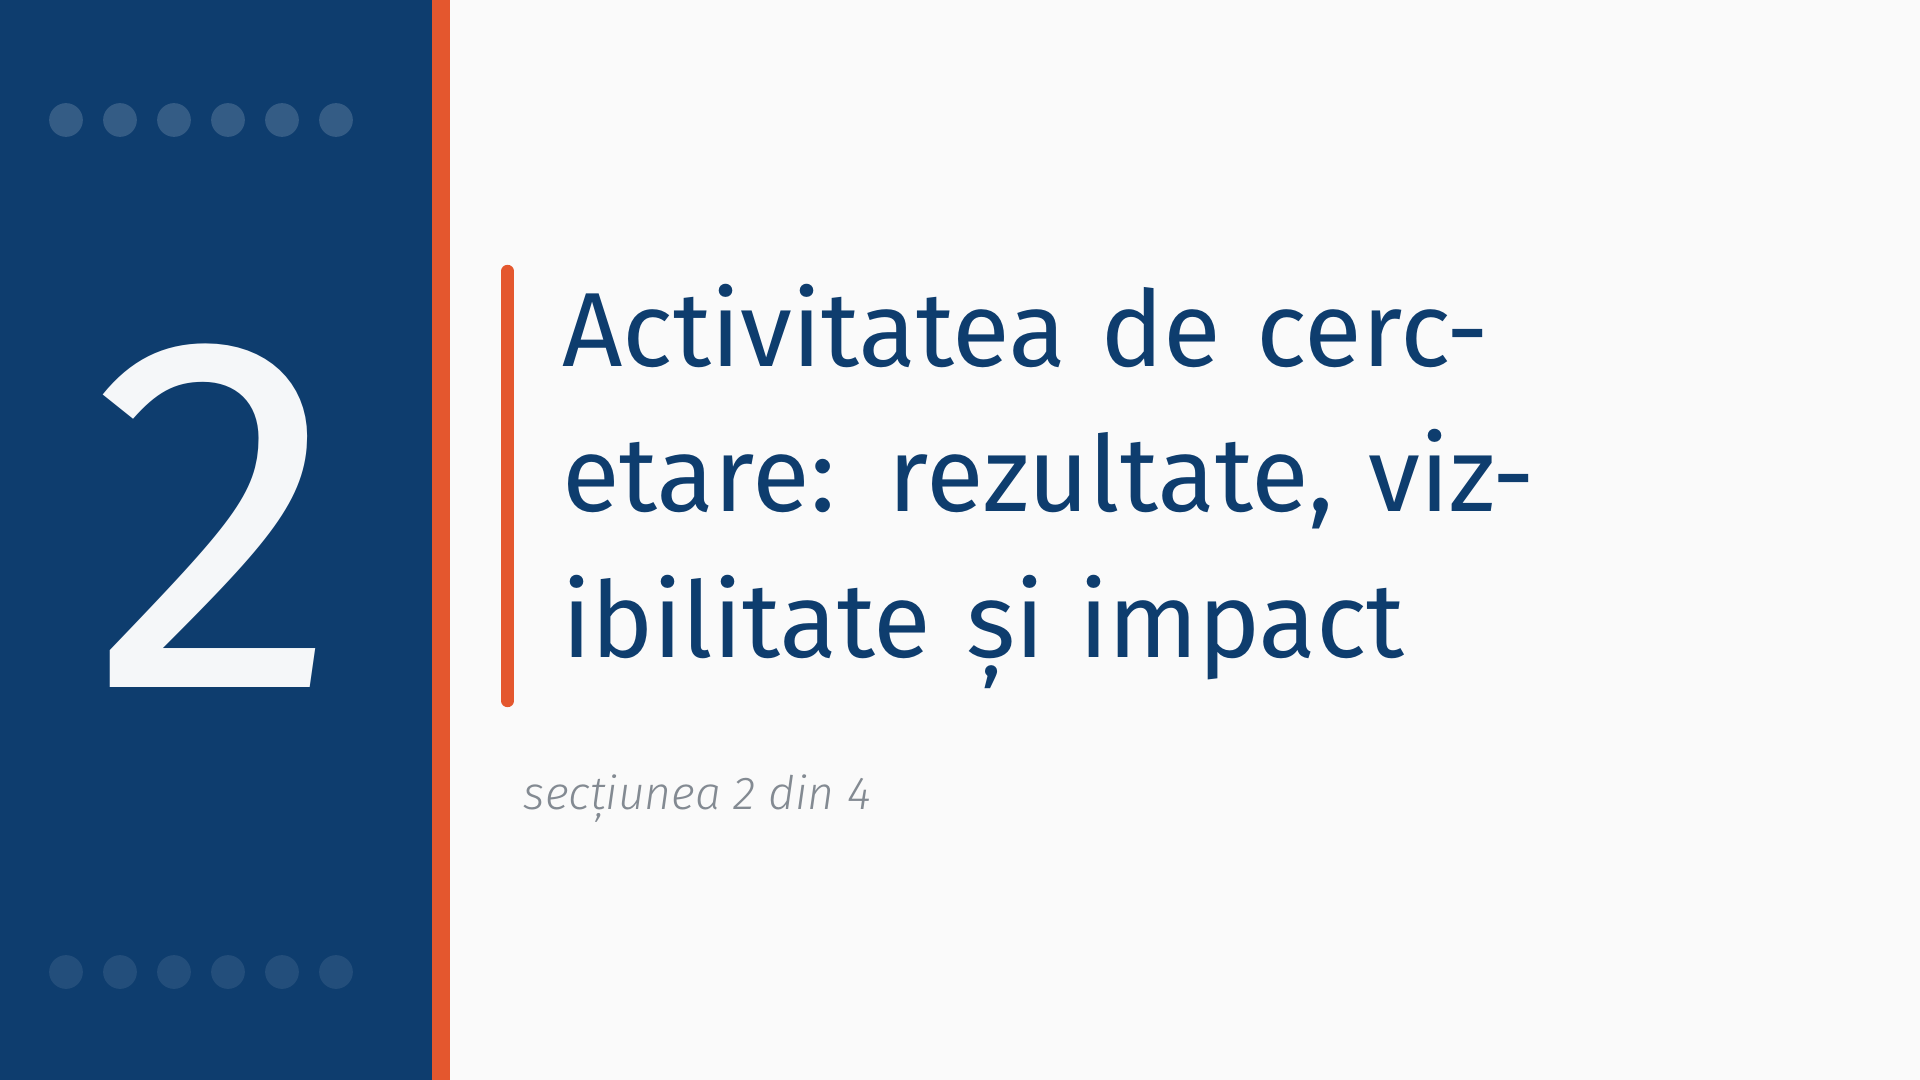 2
Activitatea de cerc-
etare: rezultate, viz-
ibilitate și impact
secțiunea 2 din 4